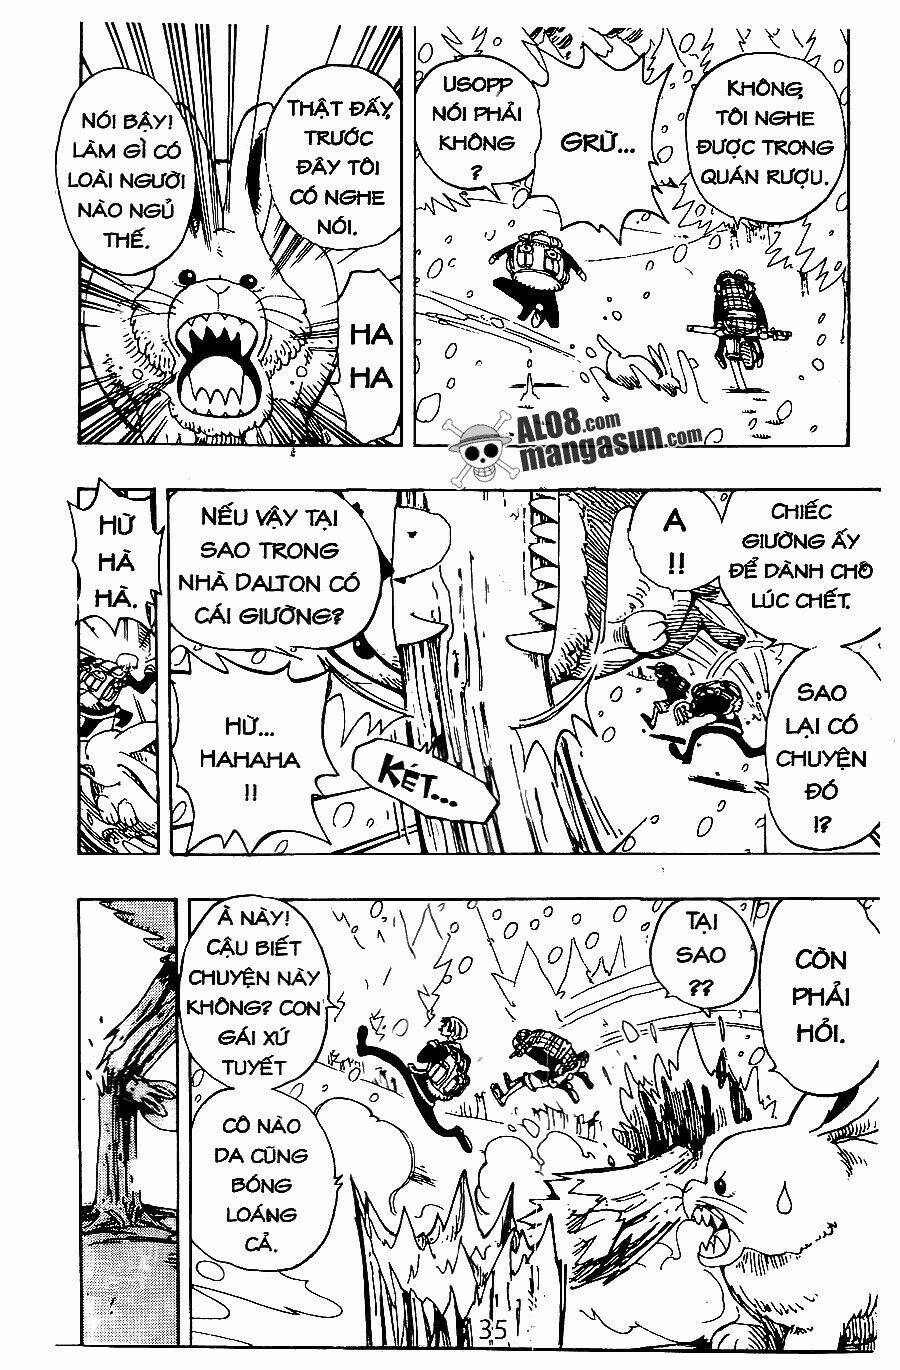 KHÔNG,
TÔI NGHE
ĐƯỢC TRONG
QUÁN RƯỢU.
GRỪ...
USOPP
NÓI PHẢI
KHÔNG
?
THẬT ĐẤY,
TRƯỚC
ĐÂY TÔI
CÓ NGHE
NÓI.
NÓI BẬY!
LÀM GÌ CÓ
LOÀI NGƯỜI
NÀO NGỦ
THẾ.
HA
HA
ALO8.com
mangasun.com
CHIẾC
GIƯỜNG ẤY
ĐỂ DÀNH CHO
LÚC CHẾT.
A
!!
SAO
LẠI CÓ
CHUYỆN
ĐÓ
!?
NẾU VẬY TẠI
SAO TRONG
NHÀ DALTON CÓ
CÁI GIƯỜNG?
KÉT...
HỪ...
HAHAHA
!!
HỪ
HÀ
HÀ.
CÒN
PHẢI
HỎI.
TẠI
SAO
??
À NÀY!
CẬU BIẾT
CHUYỆN NÀY
KHÔNG? CON
GÁI XỨ
TUYẾT
CÔ NÀO
DA CŨNG
BÓNG
LOÁNG
CẢ.
35